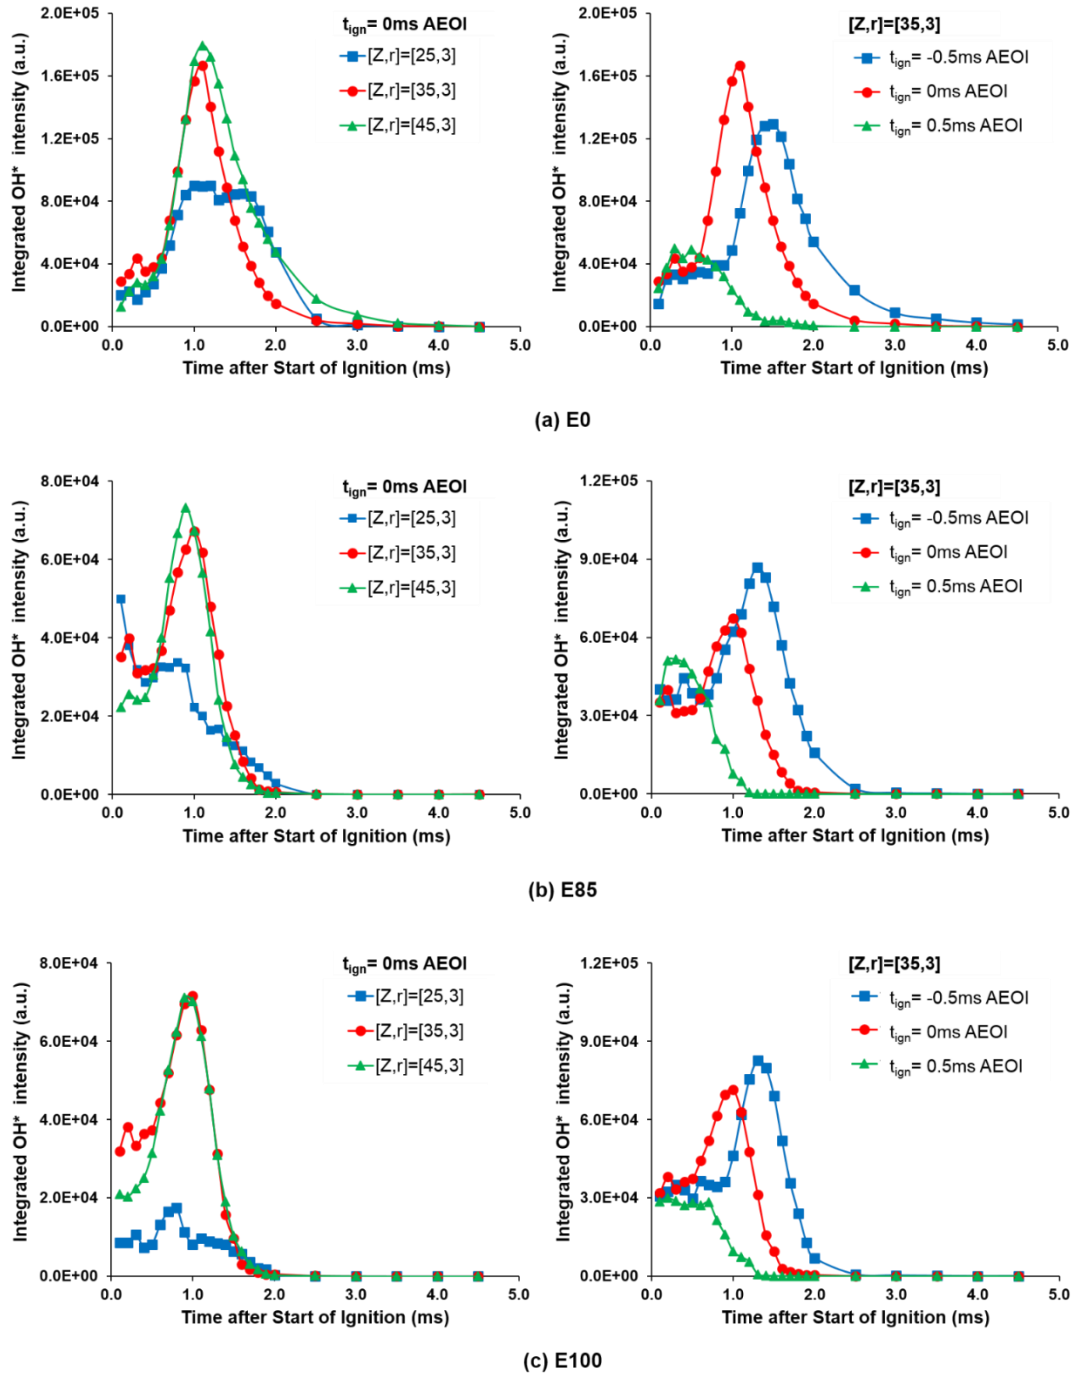 2.0E+05
1.6E+05
1.2E+05
8.0E+04
4.0E+04
0.0E+00
Integrated OH* intensity (a.u.)
t_ign= 0ms AEOI
[Z,r]=[25,3]
[Z,r]=[35,3]
[Z,r]=[45,3]
0.0 1.0 2.0 3.0 4.0 5.0
Time after Start of Ignition (ms)
2.0E+05
1.6E+05
1.2E+05
8.0E+04
4.0E+04
0.0E+00
Integrated OH* intensity (a.u.)
[Z,r]=[35,3]
t_ign= -0.5ms AEOI
t_ign= 0ms AEOI
t_ign= 0.5ms AEOI
0.0 1.0 2.0 3.0 4.0 5.0
Time after Start of Ignition (ms)
(a) E0
8.0E+04
6.0E+04
4.0E+04
2.0E+04
0.0E+00
Integrated OH* intensity (a.u.)
t_ign= 0ms AEOI
[Z,r]=[25,3]
[Z,r]=[35,3]
[Z,r]=[45,3]
0.0 1.0 2.0 3.0 4.0 5.0
Time after Start of Ignition (ms)
1.2E+05
9.0E+04
6.0E+04
3.0E+04
0.0E+00
Integrated OH* intensity (a.u.)
[Z,r]=[35,3]
t_ign= -0.5ms AEOI
t_ign= 0ms AEOI
t_ign= 0.5ms AEOI
0.0 1.0 2.0 3.0 4.0 5.0
Time after Start of Ignition (ms)
(b) E85
8.0E+04
6.0E+04
4.0E+04
2.0E+04
0.0E+00
Integrated OH* intensity (a.u.)
t_ign= 0ms AEOI
[Z,r]=[25,3]
[Z,r]=[35,3]
[Z,r]=[45,3]
0.0 1.0 2.0 3.0 4.0 5.0
Time after Start of Ignition (ms)
1.2E+05
9.0E+04
6.0E+04
3.0E+04
0.0E+00
Integrated OH* intensity (a.u.)
[Z,r]=[35,3]
t_ign= -0.5ms AEOI
t_ign= 0ms AEOI
t_ign= 0.5ms AEOI
0.0 1.0 2.0 3.0 4.0 5.0
Time after Start of Ignition (ms)
(c) E100